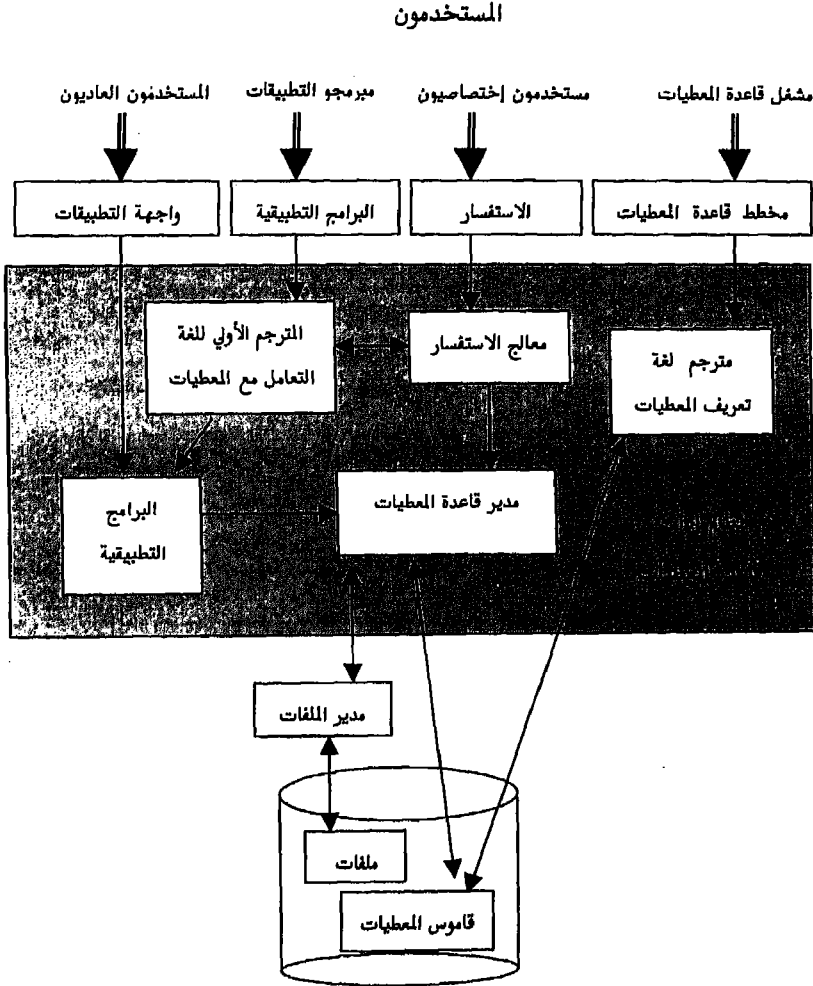 المستخدمون
مشغل قاعدة المعطيات
مستخدمون إختصاصيون
مبرمجو التطبيقات
المستخدمون العاديون
مخطط قاعدة المعطيات
الاستفسار
البرامج التطبيقية
واجهة التطبيقات
مترجم لغة
تعريف المعطيات
معالج الاستفسار
المترجم الأولي للغة
التعامل مع المعطيات
مدير قاعدة المعطيات
البرامج
التطبيقية
مدير الملفات
ملفات
قاموس المعطيات